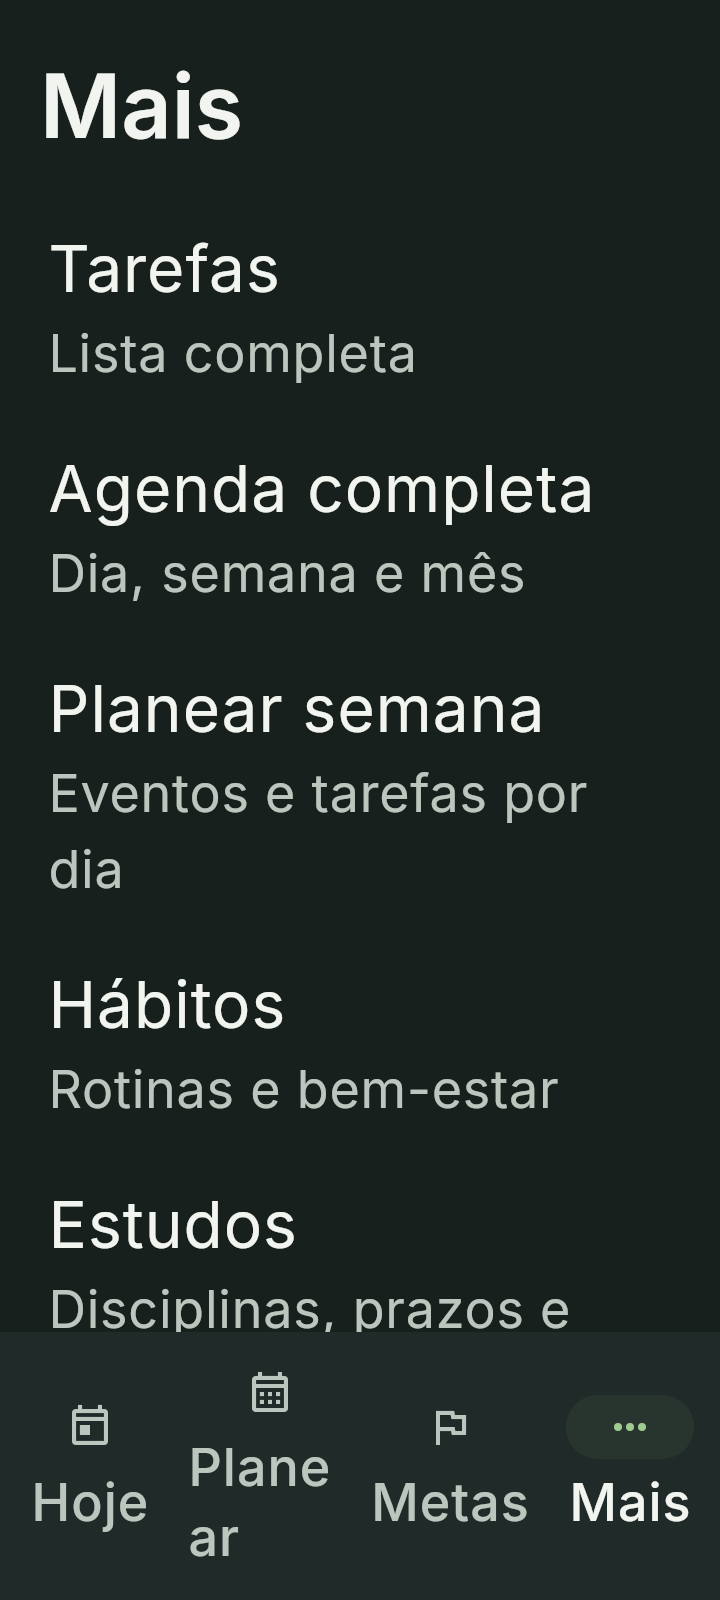 Mais
Tarefas
Lista completa
Agenda completa
Dia, semana e mês
Planear semana
Eventos e tarefas por
dia
Hábitos
Rotinas e bem-estar
Estudos
Disciplinas, prazos e
Hoje
Plane
ar
Metas
Mais